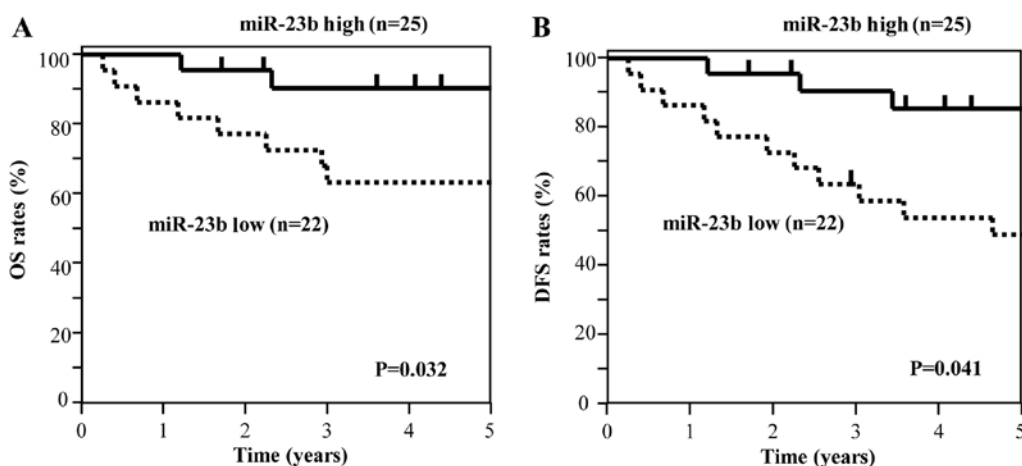 A
miR-23b high (n=25)
100
80
60
40
20
0
OS rates (%)
miR-23b low (n=22)
P=0.032
0 1 2 3 4 5
Time (years)
B
miR-23b high (n=25)
100
80
60
40
20
0
DFS rates (%)
miR-23b low (n=22)
P=0.041
0 1 2 3 4 5
Time (years)